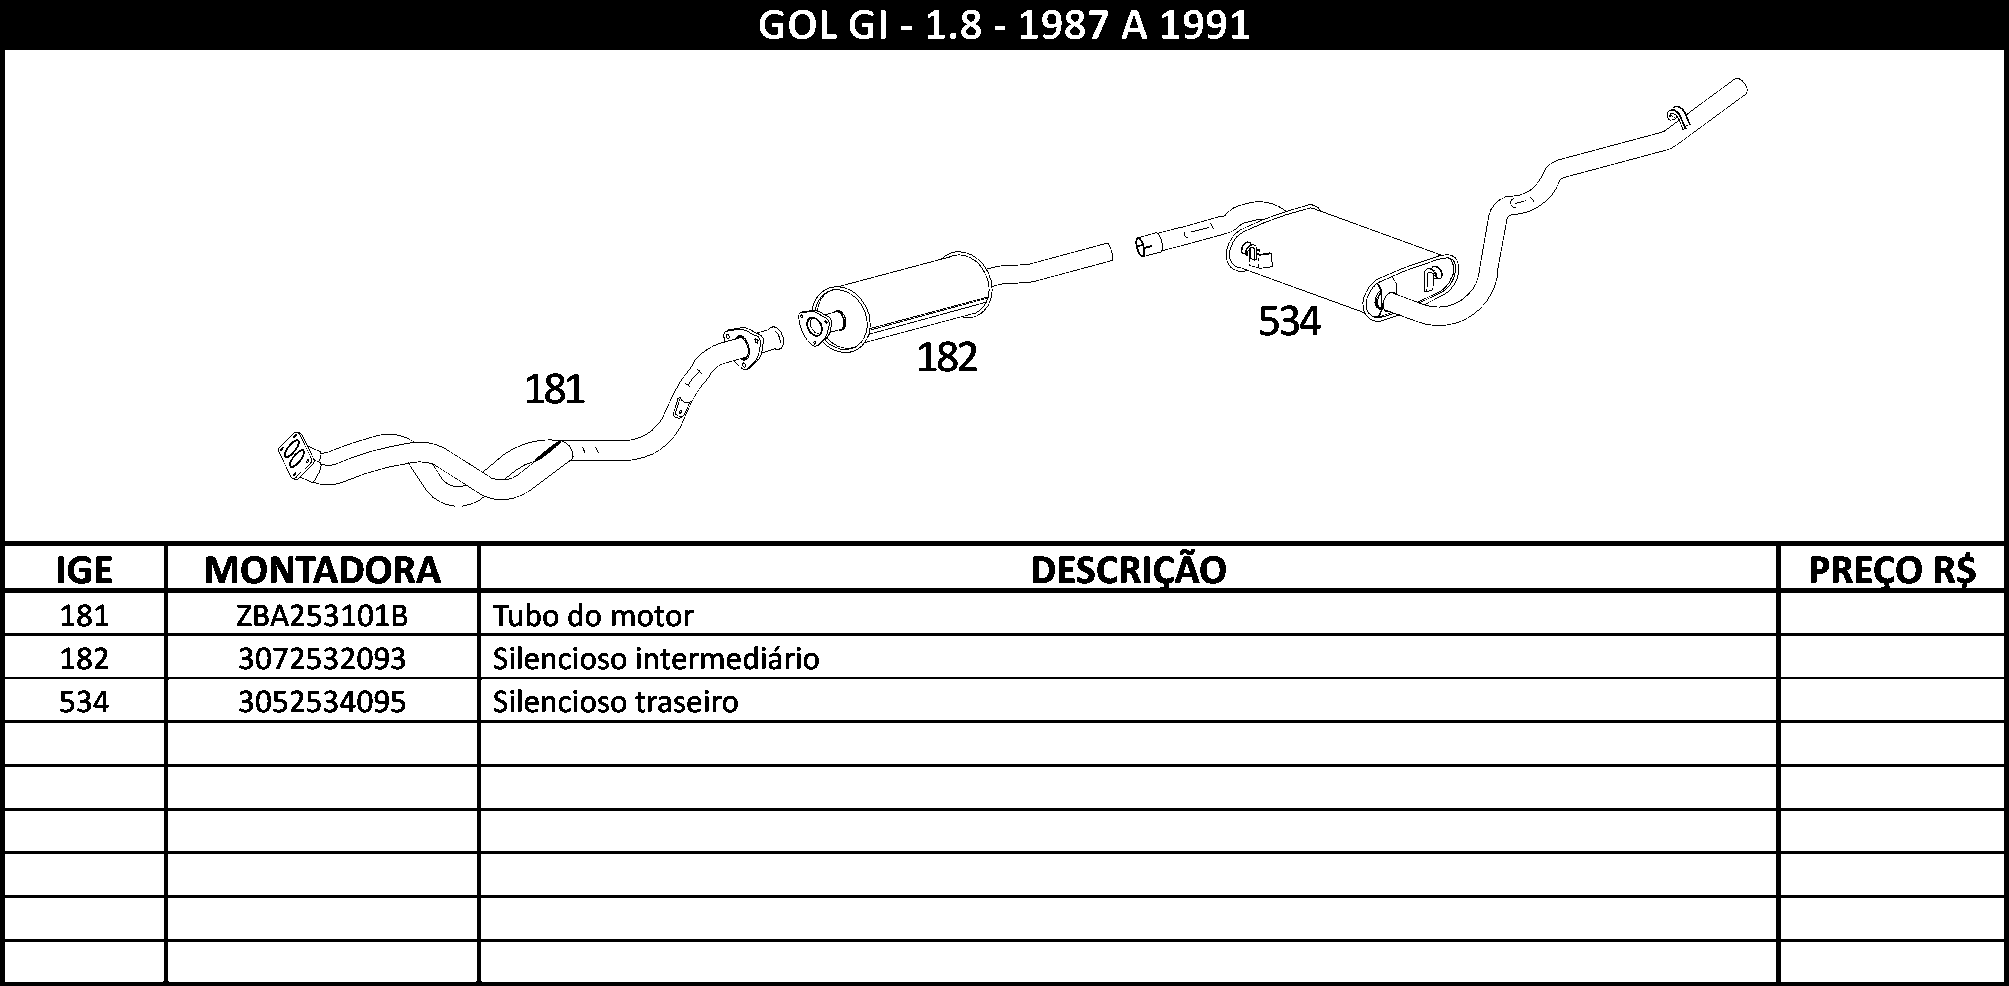 GOL GI - 1.8 - 1987 A 1991
534
182
181
IGE MONTADORA DESCRIÇÃO PREÇO R$
181 ZBA253101B Tubo do motor
182 3072532093 Silencioso intermediário
534 3052534095 Silencioso traseiro